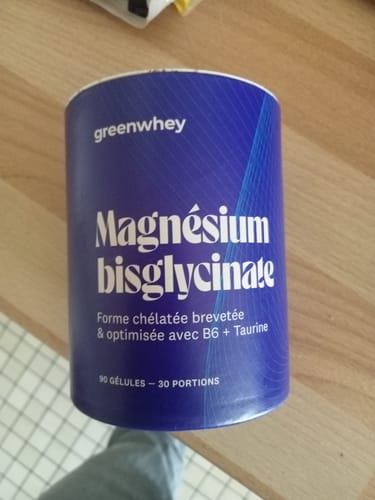 greenwhey
Magnésium
bisglycinate
Forme chélatée brevetée
& optimisée avec B6 + Taurine
90 GÉLULES — 30 PORTIONS